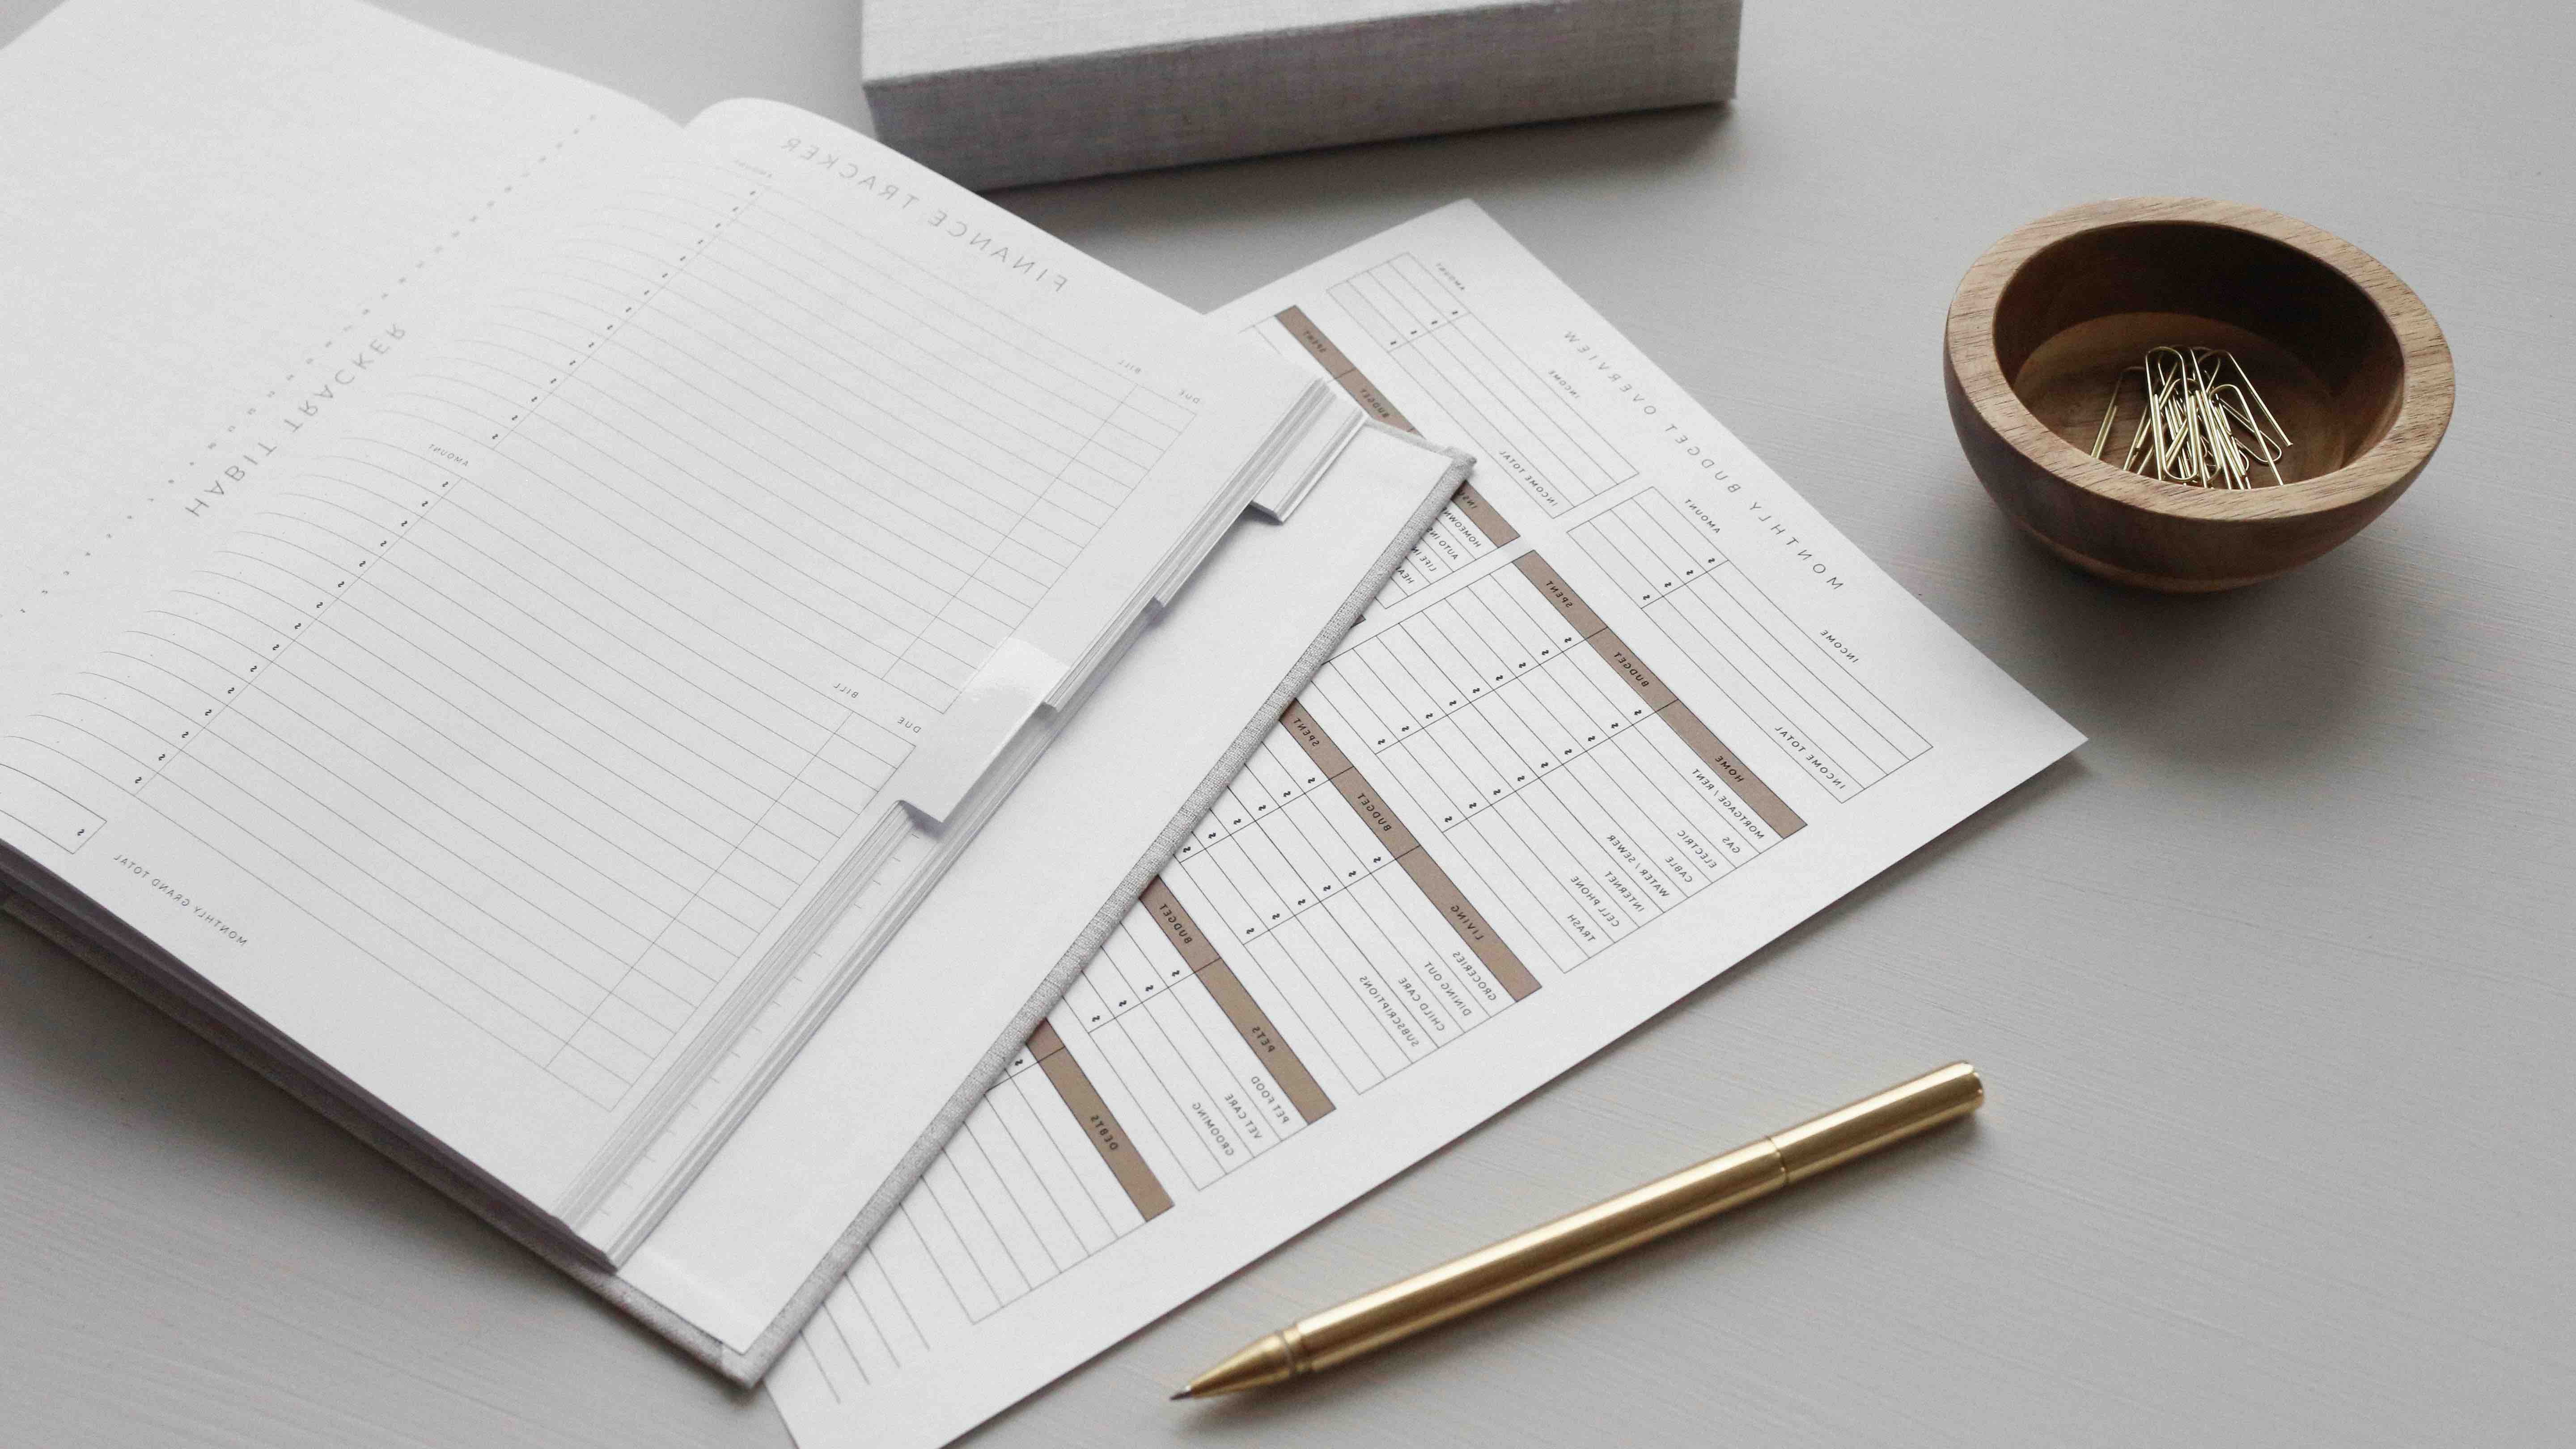 HABIT TRACKER
FINANCE TRACKER
AMOUNT
BILL
DUE
AMOUNT
BILL
DUE
MONTHLY GRAND TOTAL
$
MONTHLY BUDGET OVERVIEW
INCOME
AMOUNT
$
$
$
INCOME TOTAL
INCOME
AMOUNT
$
$
$
INCOME TOTAL
HOME
BUDGET
SPENT
MORTGAGE / RENT
GAS
ELECTRIC
CABLE
WATER / SEWER
INTERNET
CELL PHONE
TRASH
BUDGET
SPENT
LIVING
BUDGET
SPENT
GROCERIES
DINING OUT
CHILD CARE
SUBSCRIPTIONS
PETS
BUDGET
PET FOOD
VET CARE
GROOMING
DEBTS
AUTO IN
LIFE IN